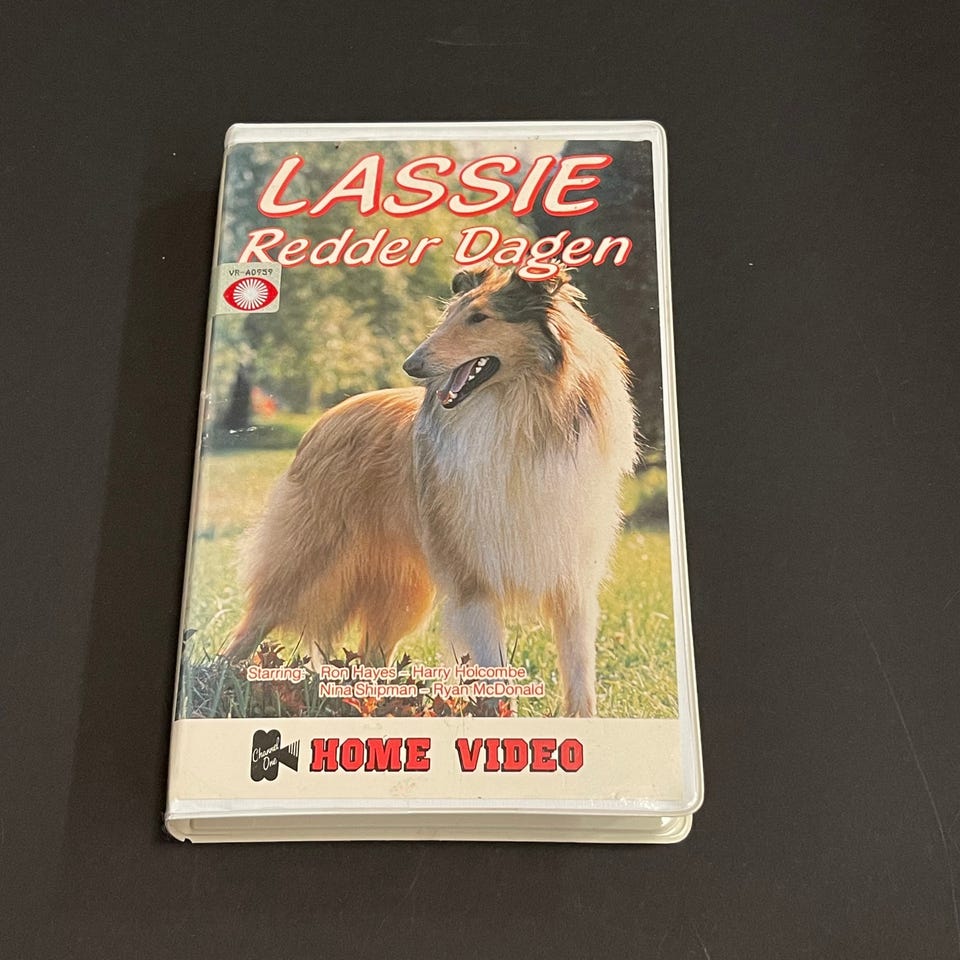 LASSIE
Redder Dagen
VR-A0959
Starring: Ron Hayes – Harry Holcombe
Nina Shipman – Ryan McDonald
Channel One
HOME VIDEO